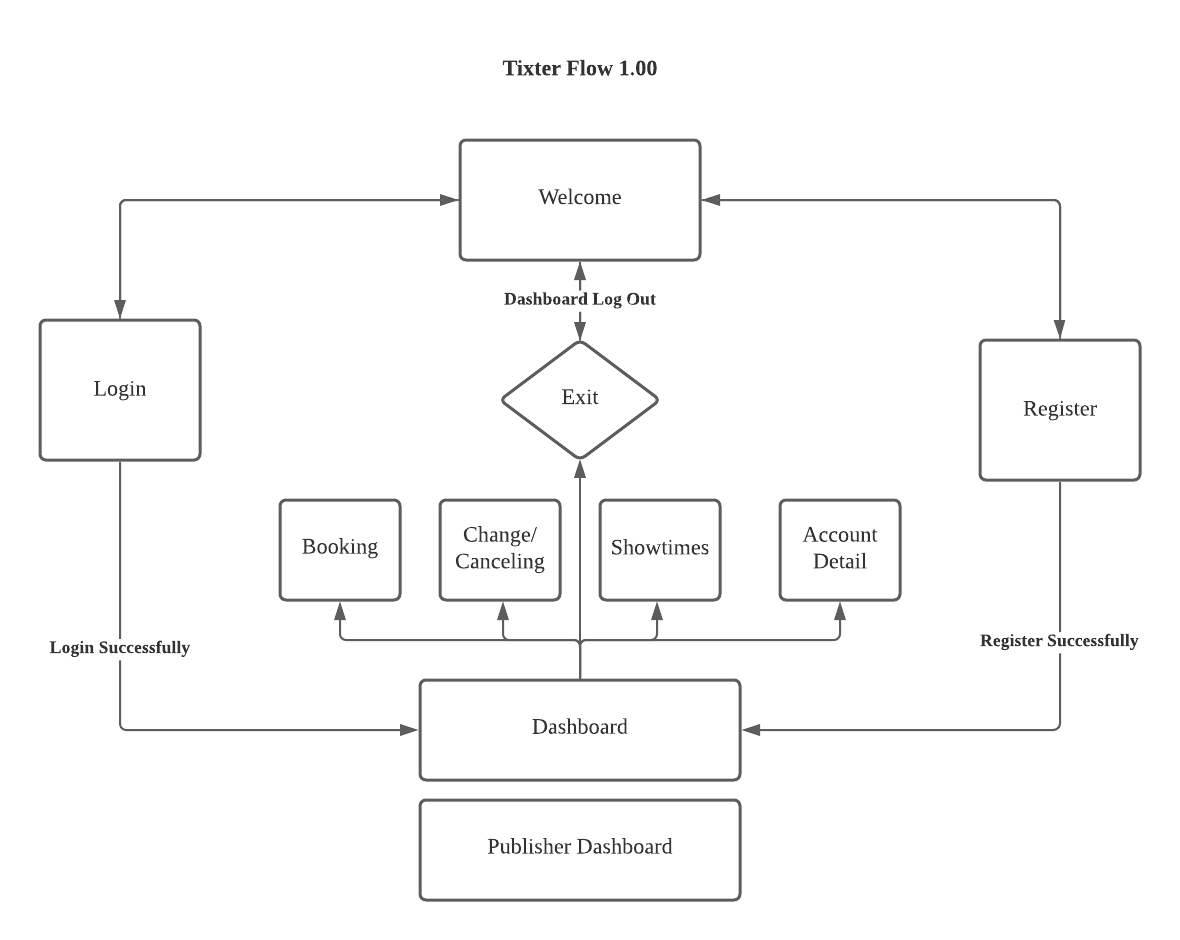 Tixter Flow 1.00
Welcome
Dashboard Log Out
Login
Exit
Register
Booking
Change/
Canceling
Showtimes
Account
Detail
Login Successfully
Register Successfully
Dashboard
Publisher Dashboard